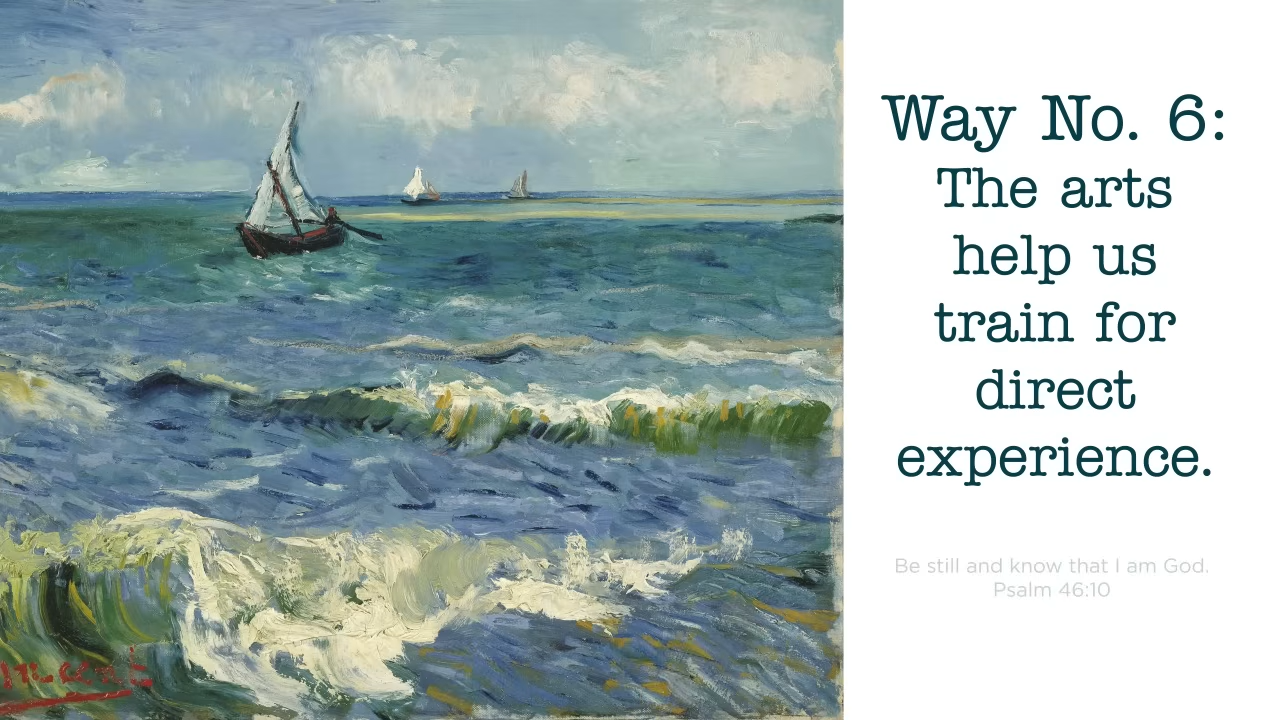 Way No. 6:
The arts
help us
train for
direct
experience.
Be still and know that I am God.
Psalm 46:10
Vincent